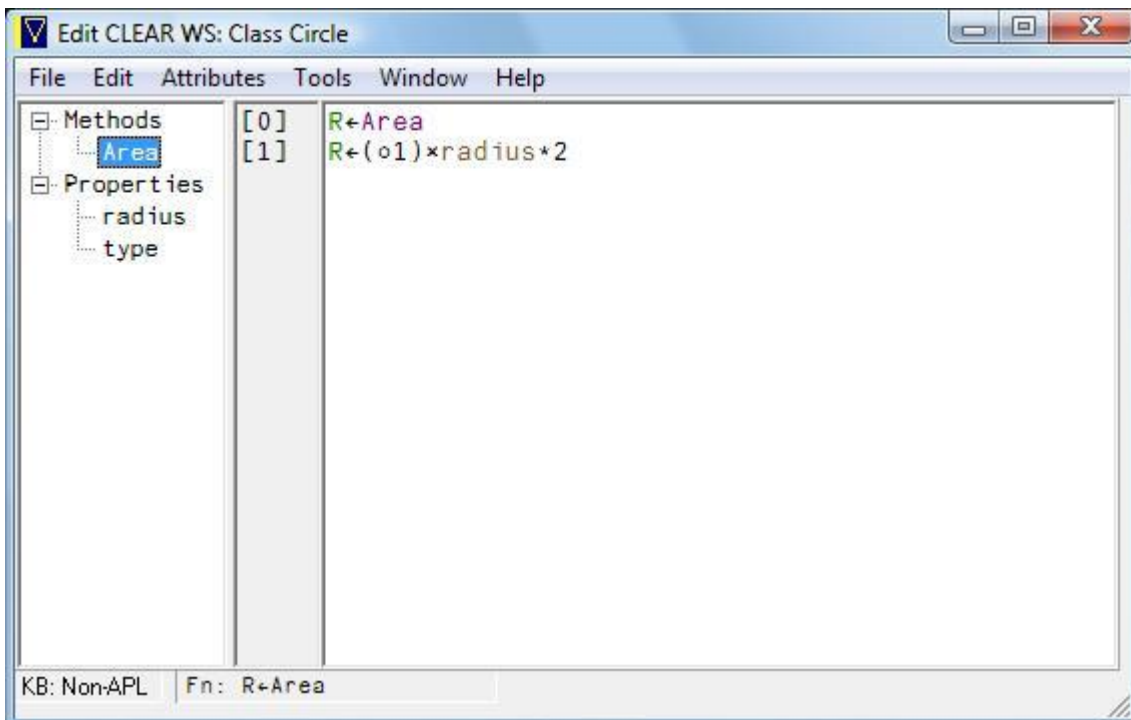 Edit CLEAR WS: Class Circle
File Edit Attributes Tools Window Help
Methods
Area
Properties
radius
type
[0] R←Area
[1] R←(○1)×radius*2
KB: Non-APL Fn: R←Area